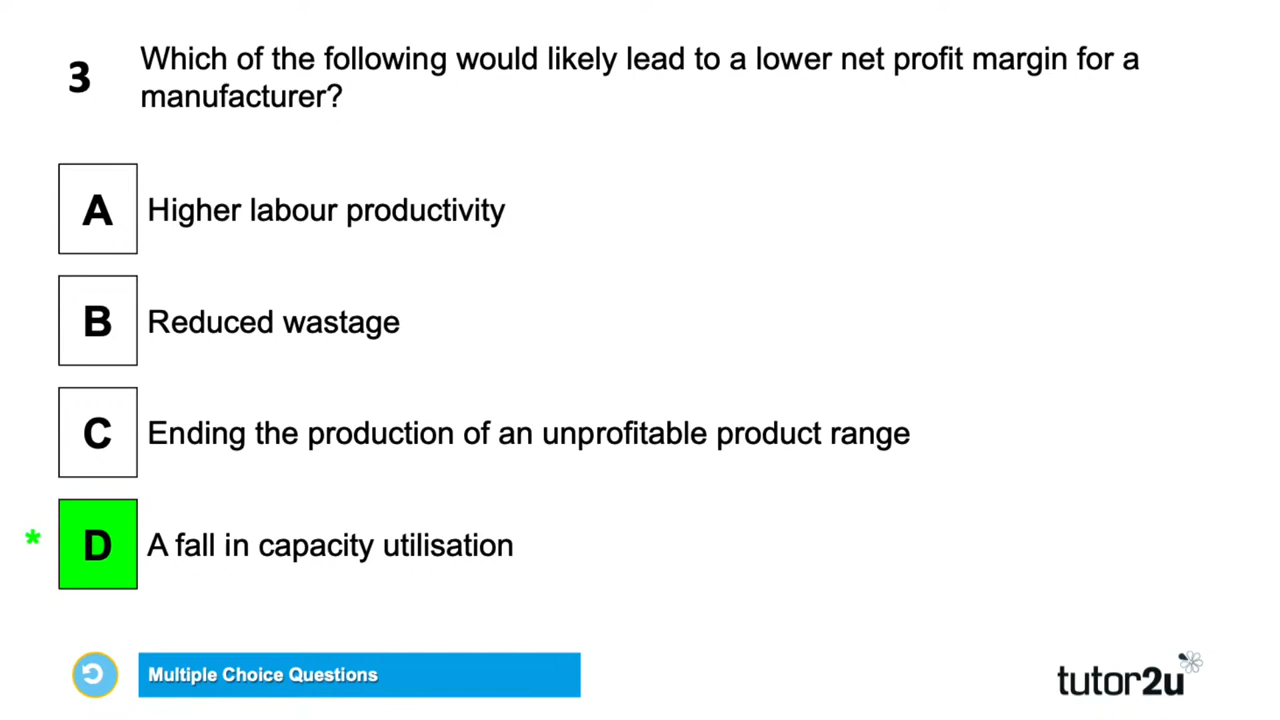 3
Which of the following would likely lead to a lower net profit margin for a
manufacturer?
A
Higher labour productivity
B
Reduced wastage
C
Ending the production of an unprofitable product range
*
D
A fall in capacity utilisation
Multiple Choice Questions
tutor2u